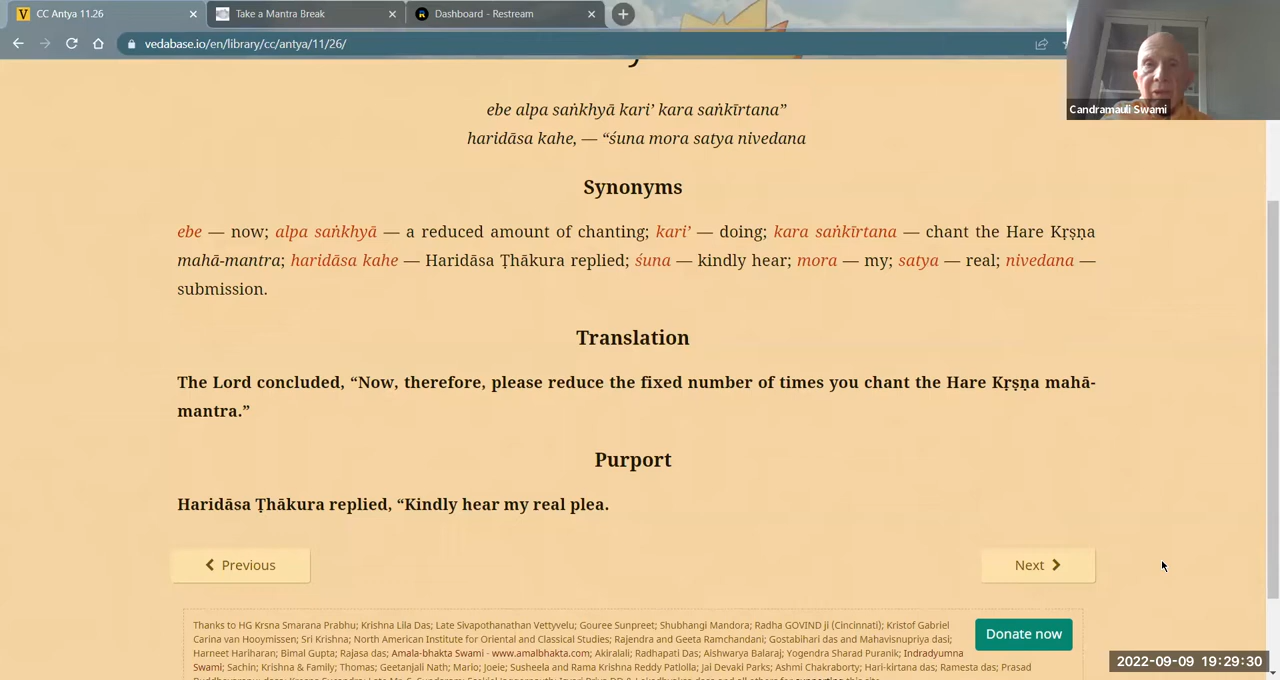 CC Antya 11.26
Take a Mantra Break
Dashboard - Restream
vedabase.io/en/library/cc/antya/11/26/
Candramauli Swami
ebe alpa saṅkhyā kari’ kara saṅkīrtana”
haridāsa kahe, — “śuna mora satya nivedana
Synonyms
ebe — now; alpa saṅkhyā — a reduced amount of chanting; kari’ — doing; kara saṅkīrtana — chant the Hare Kṛṣṇa
mahā-mantra; haridāsa kahe — Haridāsa Ṭhākura replied; śuna — kindly hear; mora — my; satya — real; nivedana —
submission.
Translation
The Lord concluded, “Now, therefore, please reduce the fixed number of times you chant the Hare Kṛṣṇa mahā-
mantra.”
Purport
Haridāsa Ṭhākura replied, “Kindly hear my real plea.
Previous
Next
Thanks to HG Krsna Smarana Prabhu; Krishna Lila Das; Late Sivapothanathan Vettyvelu; Gouree Sunpreet; Shubhangi Mandora; Radha GOVIND ji (Cincinnati); Kristof Gabriel
Carina van Hooymissen; Sri Krishna; North American Institute for Oriental and Classical Studies; Rajendra and Geeta Ramchandani; Gostabihari das and Mahavisnupriya dasi;
Harneet Hariharan; Bimal Gupta; Rajasa das; Amala-bhakta Swami - www.amalbhakta.com; Akiralali; Radhapati Das; Aishwarya Balaraj; Yogendra Sharad Puranik; Indradyumna
Swami; Sachin; Krishna & Family; Thomas; Geetanjali Nath; Mario; Joeie; Susheela and Rama Krishna Reddy Patlolla; Jai Devaki Parks; Ashmi Chakraborty; Hari-kirtana das; Ramesta das; Prasad
Donate now
2022-09-09 19:29:30